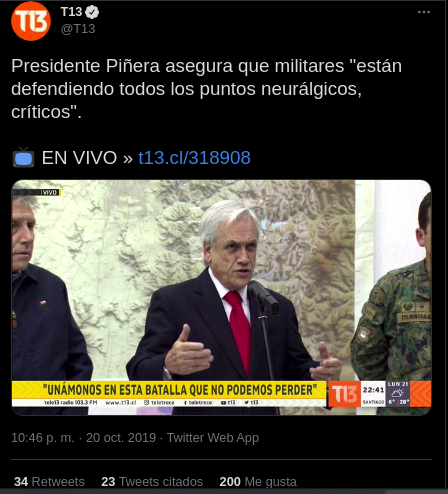 T13
@T13
Presidente Piñera asegura que militares "están
defendiendo todos los puntos neurálgicos,
críticos".
EN VIVO » t13.cl/318908
VIVO
"UNÁMONOS EN ESTA BATALLA QUE NO PODEMOS PERDER"
tele13 radio 103.3 FM www.t13.cl teletrece teletrece t13 t13
T13
22:41
SANTIAGO
LUN 21
6° 28°
10:46 p. m. · 20 oct. 2019 · Twitter Web App
34 Retweets 23 Tweets citados 200 Me gusta